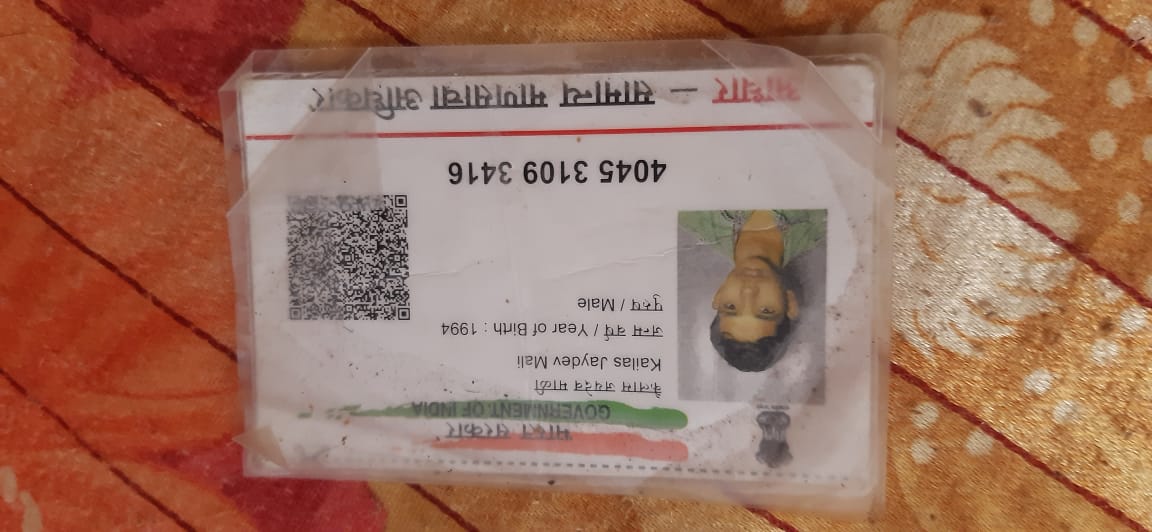 भारत सरकार
GOVERNMENT OF INDIA
कैलास जयदेव माळी
Kailas Jaydev Mali
जन्म वर्ष / Year of Birth : 1994
पुरुष / Male
4045 3109 3416
आधार — सामान्य माणसाचा अधिकार